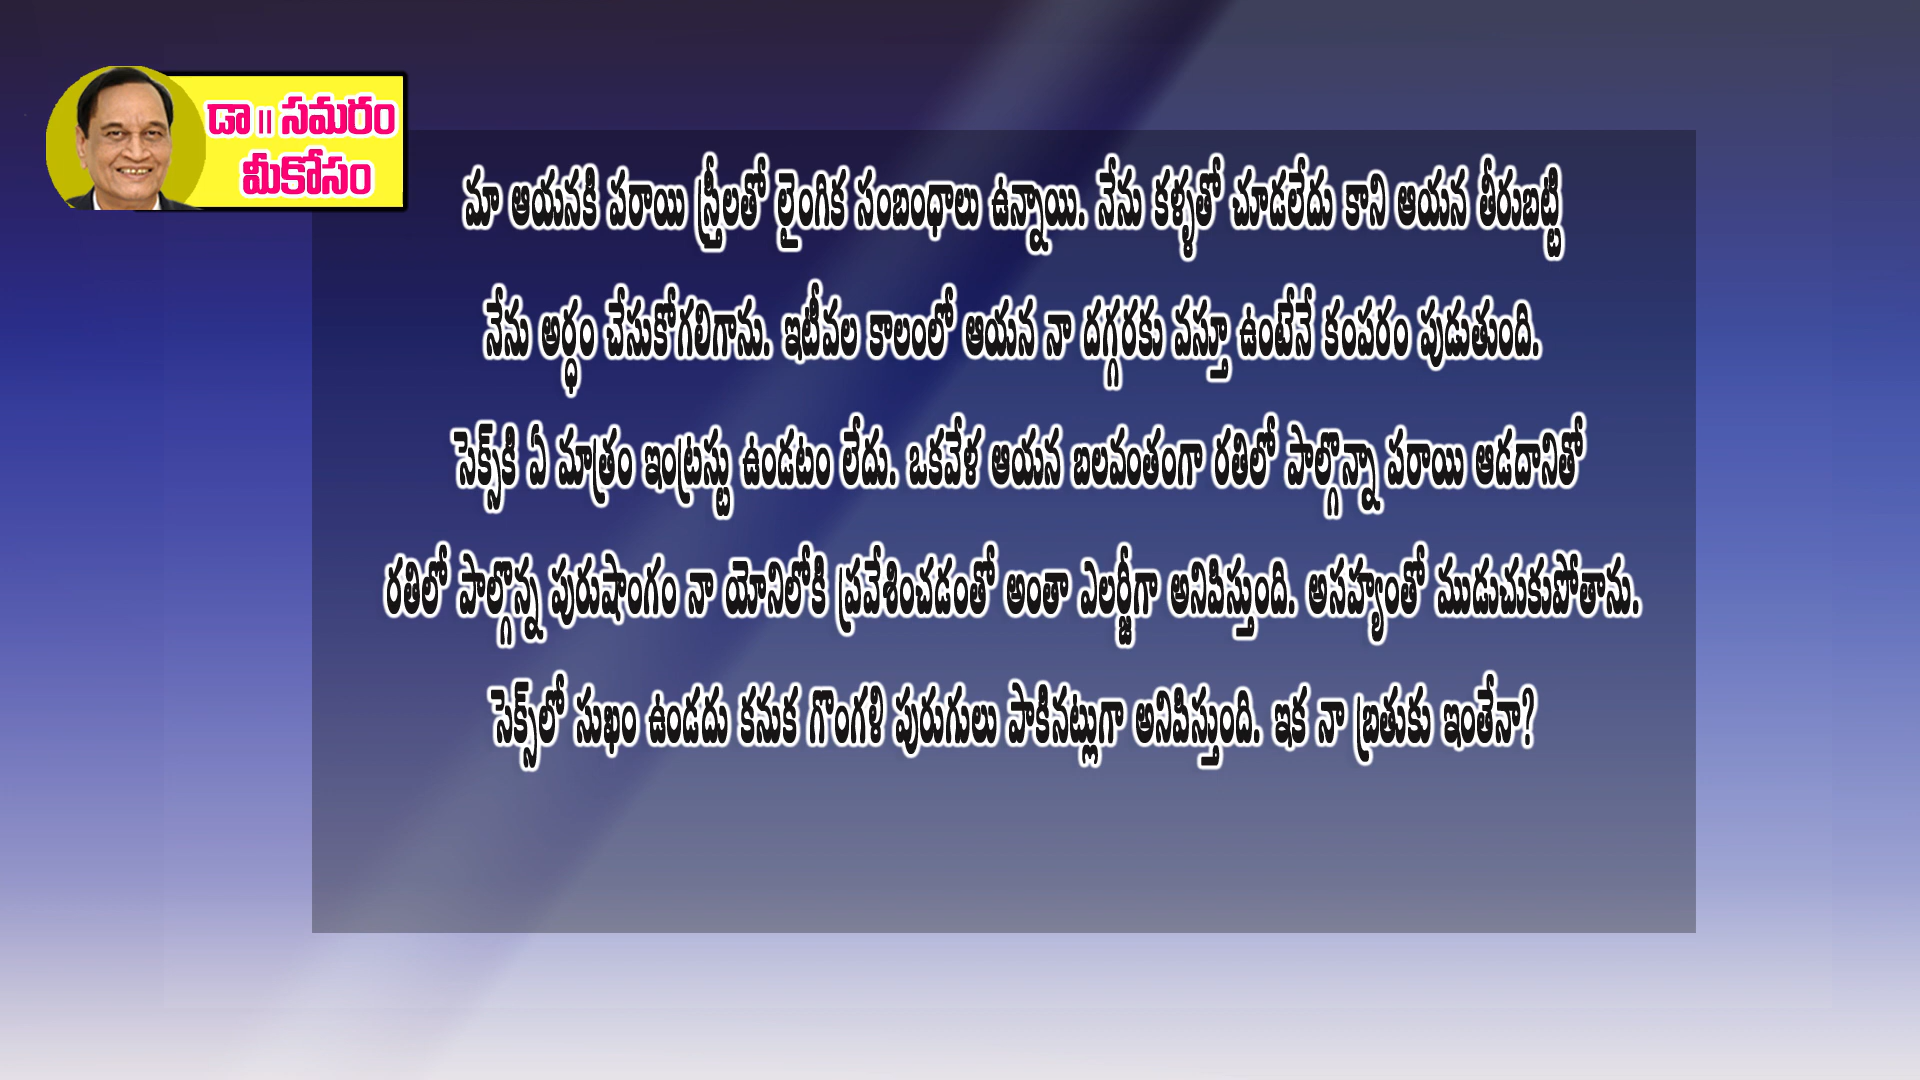 డా॥ సమరం
మీకోసం
మా ఆయనకి పరాయి స్త్రీలతో లైంగిక సంబంధాలు ఉన్నాయి. నేను కళ్ళతో చూడలేదు కాని ఆయన తీరుబట్టి
నేను అర్ధం చేసుకోగలిగాను. ఇటీవల కాలంలో ఆయన నా దగ్గరకు వస్తూ ఉంటేనే కంపరం పుడుతుంది.
సెక్స్‌కి ఏ మాత్రం ఇంట్రస్టు ఉండటం లేదు. ఒకవేళ ఆయన బలవంతంగా రతిలో పాల్గొన్నా పరాయి ఆడదానితో
రతిలో పాల్గొన్న పురుషాంగం నా యోనిలోకి ప్రవేశించడంతో అంతా ఎలర్జీగా అనిపిస్తుంది. అసహ్యంతో ముడుచుకుపోతాను.
సెక్స్‌లో సుఖం ఉండదు కనుక గొంగళి పురుగులు పాకినట్లుగా అనిపిస్తుంది. ఇక నా బ్రతుకు ఇంతేనా?